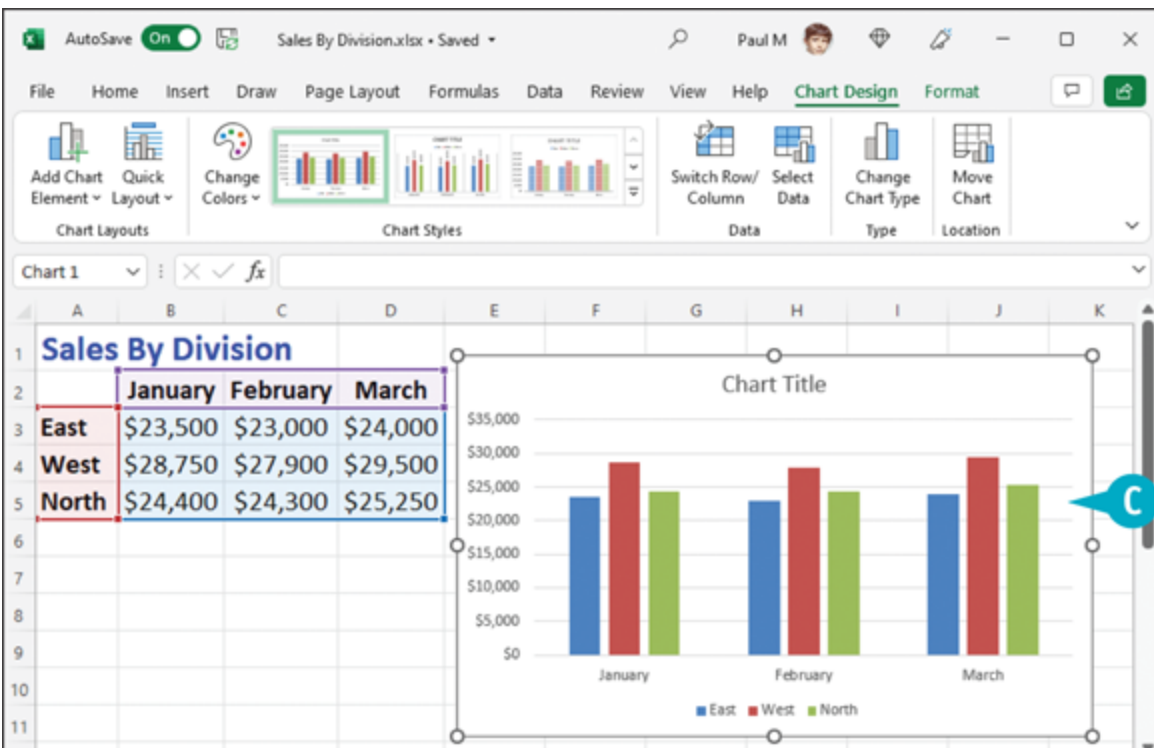 AutoSave On Sales By Division.xlsx • Saved Paul M
File Home Insert Draw Page Layout Formulas Data Review View Help Chart Design Format
Add Chart Quick Change Switch Row/ Select Change Move
Element Layout Colors Column Data Chart Type Chart
Chart Layouts Chart Styles Data Type Location
Chart 1 fx
A B C D E F G H I J K
1 Sales By Division
2 January February March
3 East $23,500 $23,000 $24,000
4 West $28,750 $27,900 $29,500
5 North $24,400 $24,300 $25,250
6
7
8
9
10
11
Chart Title
$35,000
$30,000
$25,000
$20,000
$15,000
$10,000
$5,000
$0
January February March
East West North
C